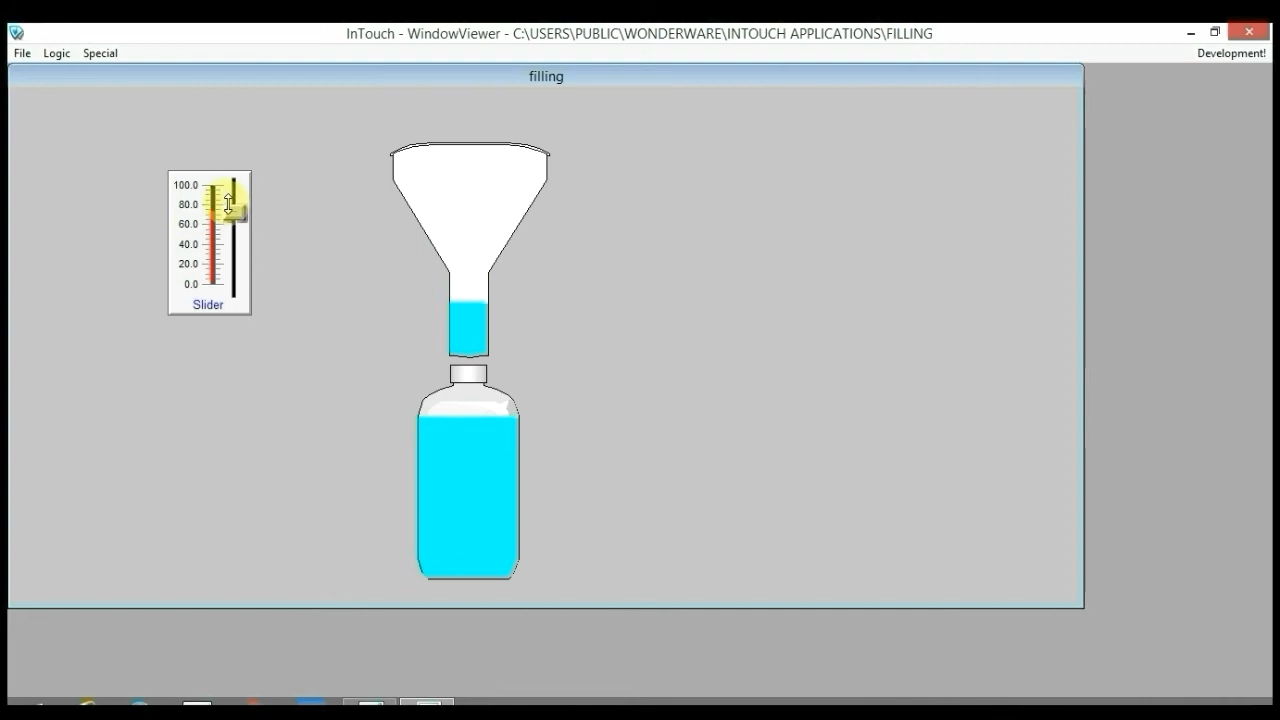 InTouch - WindowViewer - C:\USERS\PUBLIC\WONDERWARE\INTOUCH APPLICATIONS\FILLING
File Logic Special Development!
filling
100.0
80.0
60.0
40.0
20.0
0.0
Slider